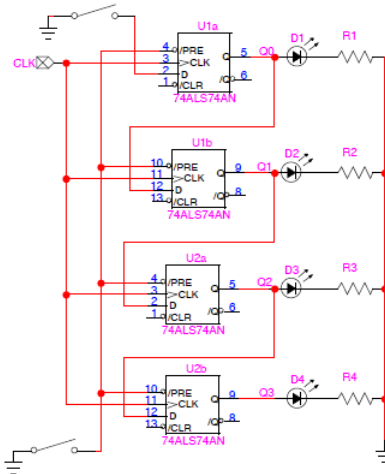 U1a
4 /PRE 5 Q0 D1 R1
CLK 3 CLK Q
2 D 6
1 /CLR /Q
74ALS74AN
U1b
10 /PRE 9 Q1 D2 R2
11 CLK Q
12 D 8
13 /CLR /Q
74ALS74AN
U2a
4 /PRE 5 Q2 D3 R3
3 CLK Q
2 D 6
1 /CLR /Q
74ALS74AN
U2b
10 /PRE 9 Q3 D4 R4
11 CLK Q
12 D 8
13 /CLR /Q
74ALS74AN